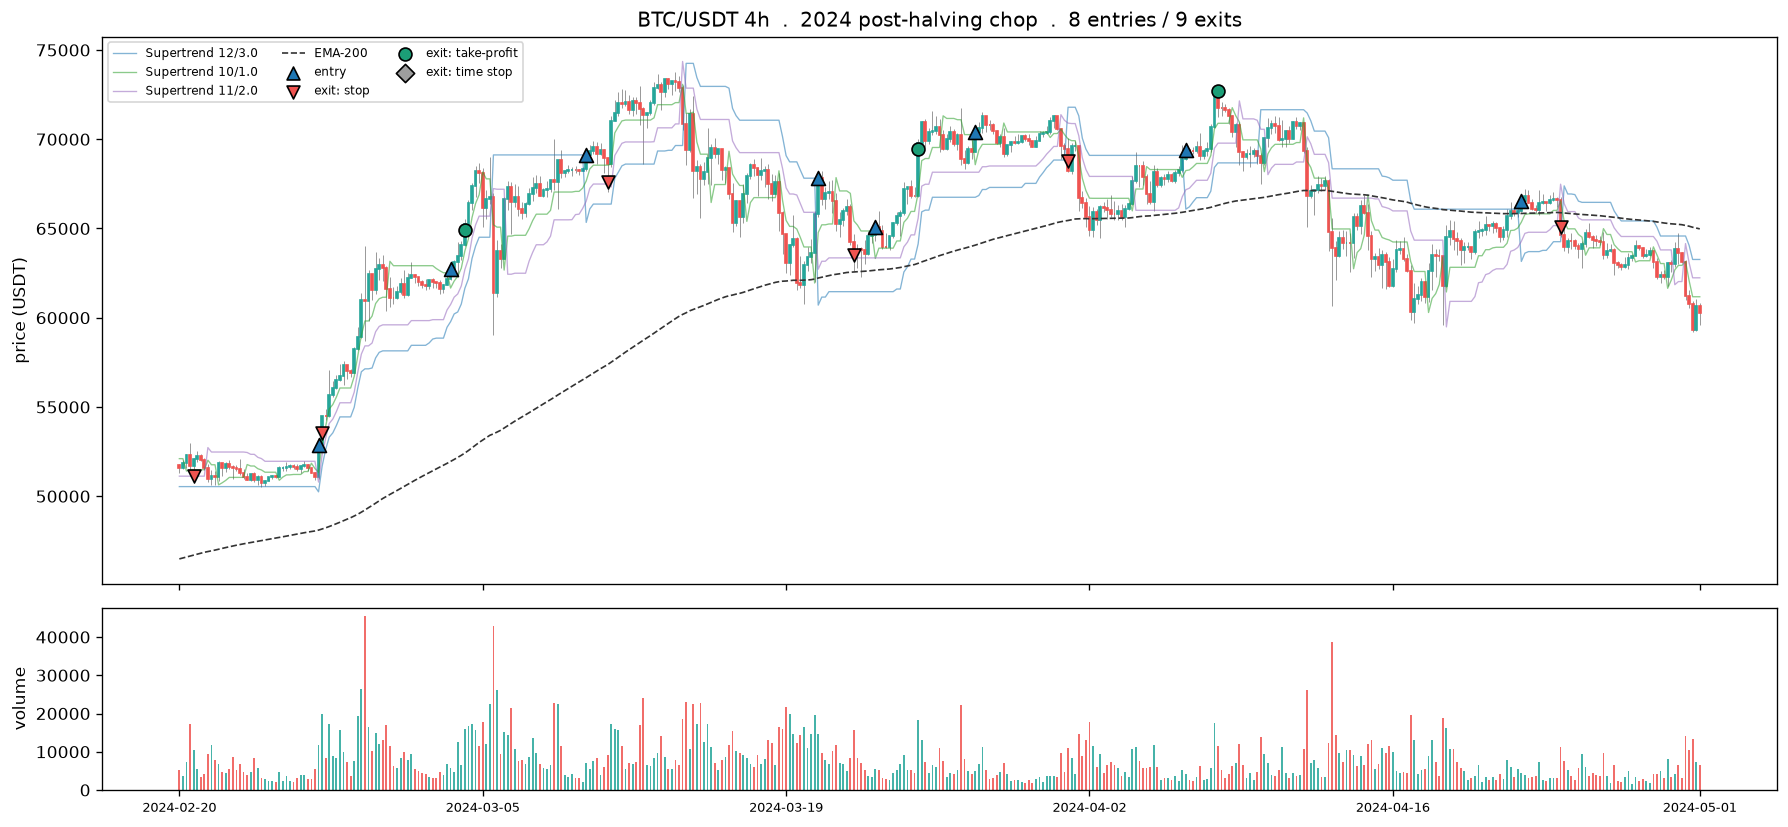 BTC/USDT 4h . 2024 post-halving chop . 8 entries / 9 exits
Supertrend 12/3.0
Supertrend 10/1.0
Supertrend 11/2.0
EMA-200
entry
exit: stop
exit: take-profit
exit: time stop
price (USDT)
75000
70000
65000
60000
55000
50000
volume
40000
30000
20000
10000
0
2024-02-20
2024-03-05
2024-03-19
2024-04-02
2024-04-16
2024-05-01